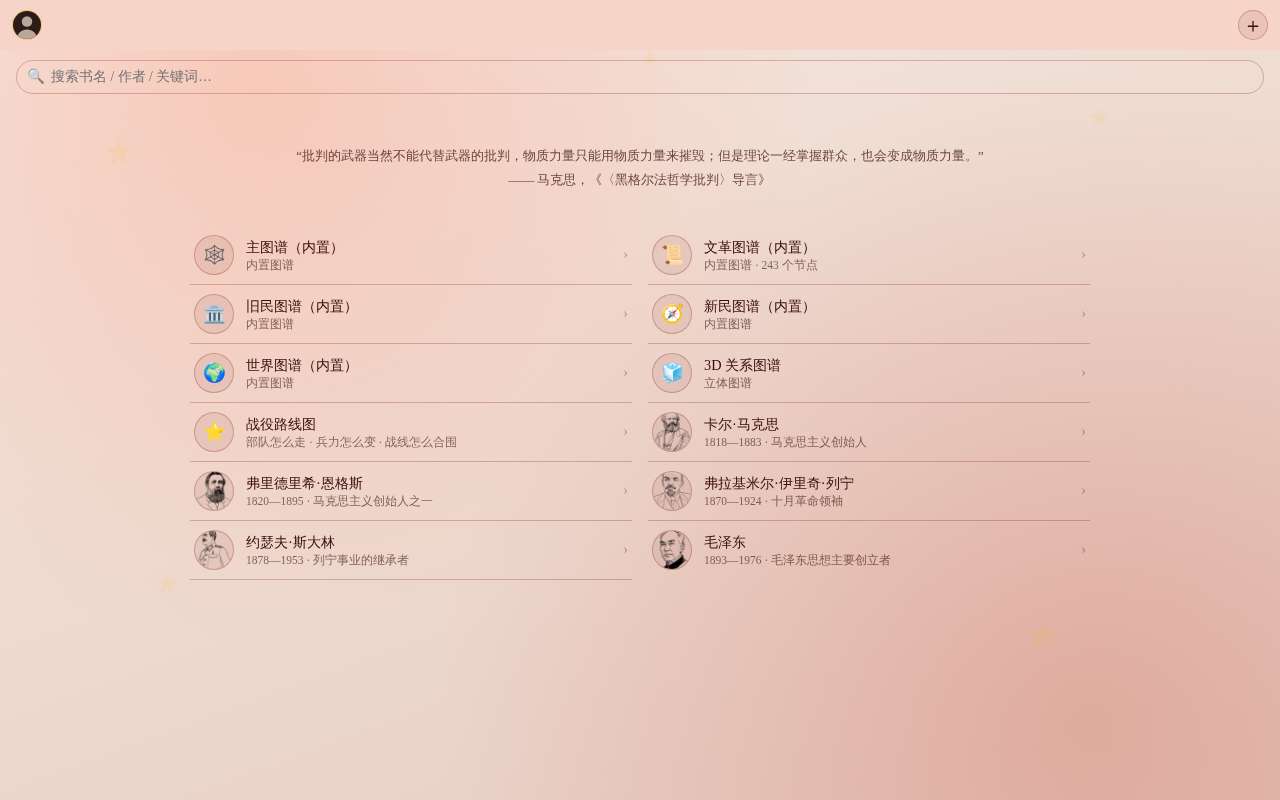 +
🔍 搜索书名 / 作者 / 关键词…
“批判的武器当然不能代替武器的批判，物质力量只能用物质力量来摧毁；但是理论一经掌握群众，也会变成物质力量。”
—— 马克思，《〈黑格尔法哲学批判〉导言》
主图谱（内置）
内置图谱
›
文革图谱（内置）
内置图谱 · 243 个节点
›
旧民图谱（内置）
内置图谱
›
新民图谱（内置）
内置图谱
›
世界图谱（内置）
内置图谱
›
3D 关系图谱
立体图谱
›
战役路线图
部队怎么走 · 兵力怎么变 · 战线怎么合围
›
卡尔·马克思
1818—1883 · 马克思主义创始人
›
弗里德里希·恩格斯
1820—1895 · 马克思主义创始人之一
›
弗拉基米尔·伊里奇·列宁
1870—1924 · 十月革命领袖
›
约瑟夫·斯大林
1878—1953 · 列宁事业的继承者
›
毛泽东
1893—1976 · 毛泽东思想主要创立者
›